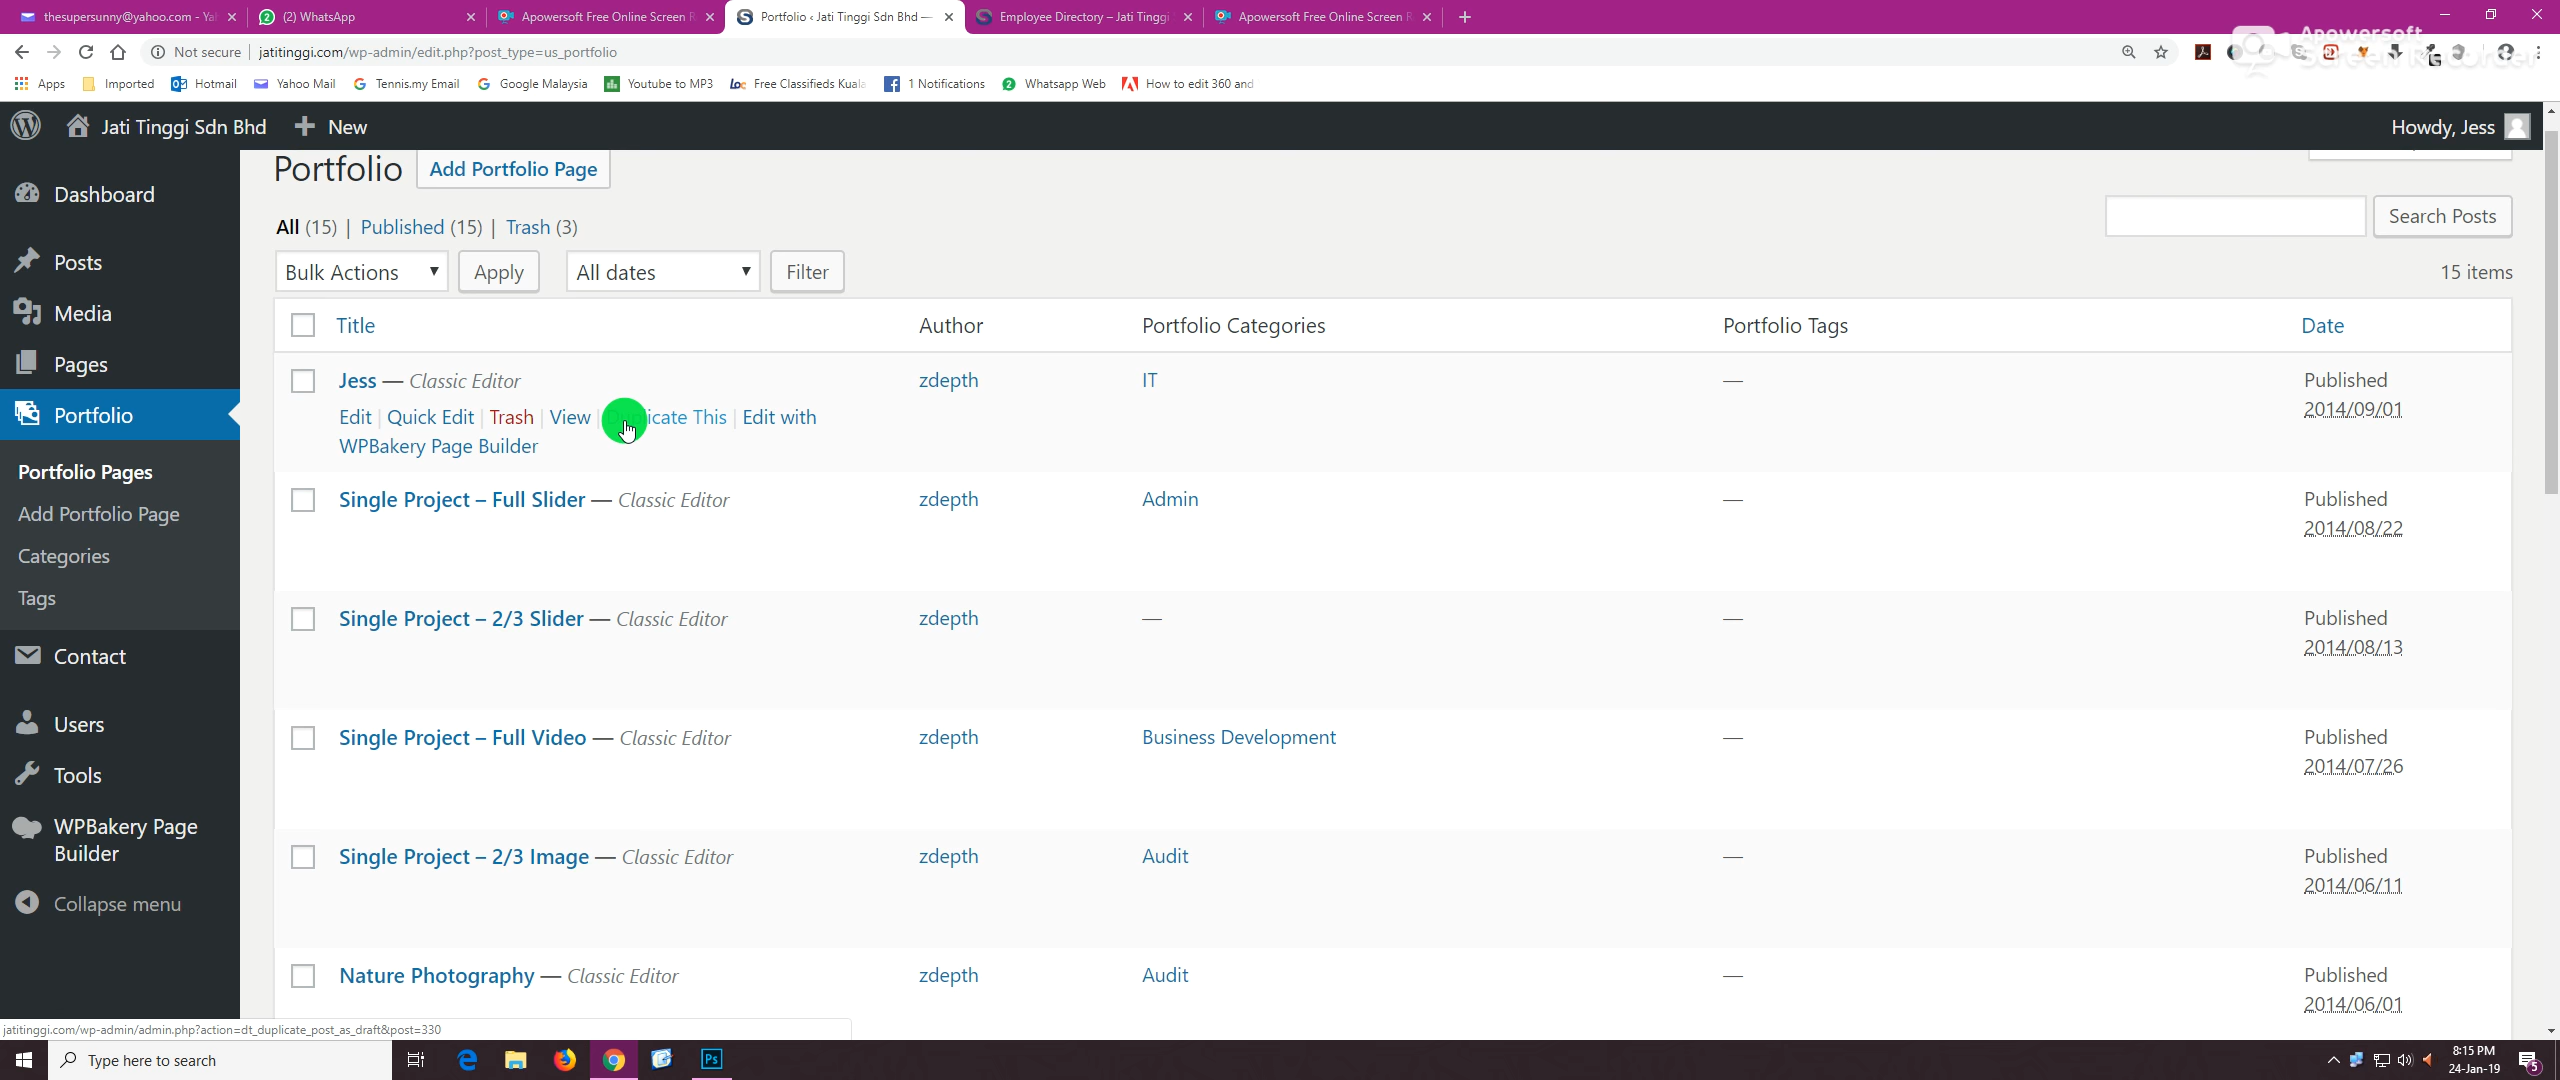 thesupersunny@yahoo.com - Ya
(2) WhatsApp
Apowersoft Free Online Screen R
Portfolio ‹ Jati Tinggi Sdn Bhd —
Employee Directory – Jati Tinggi
Apowersoft Free Online Screen R
Not secure
jatitinggi.com/wp-admin/edit.php?post_type=us_portfolio
Apowersoft
Screen Recorder
Apps
Imported
Hotmail
Yahoo Mail
Tennis.my Email
Google Malaysia
Youtube to MP3
Free Classifieds Kuala
1 Notifications
Whatsapp Web
How to edit 360 and
Jati Tinggi Sdn Bhd
New
Howdy, Jess
Dashboard
Posts
Media
Pages
Portfolio
Portfolio Pages
Add Portfolio Page
Categories
Tags
Contact
Users
Tools
WPBakery Page
Builder
Collapse menu
Portfolio
Add Portfolio Page
All (15) | Published (15) | Trash (3)
Search Posts
Bulk Actions
Apply
All dates
Filter
15 items
Title
Author
Portfolio Categories
Portfolio Tags
Date
Jess — Classic Editor
zdepth
IT
—
Published
2014/09/01
Edit | Quick Edit | Trash | View | Duplicate This | Edit with
WPBakery Page Builder
Single Project – Full Slider — Classic Editor
zdepth
Admin
—
Published
2014/08/22
Single Project – 2/3 Slider — Classic Editor
zdepth
—
—
Published
2014/08/13
Single Project – Full Video — Classic Editor
zdepth
Business Development
—
Published
2014/07/26
Single Project – 2/3 Image — Classic Editor
zdepth
Audit
—
Published
2014/06/11
Nature Photography — Classic Editor
zdepth
Audit
—
Published
2014/06/01
jatitinggi.com/wp-admin/admin.php?action=dt_duplicate_post_as_draft&post=330
Type here to search
Ps
8:15 PM
24-Jan-19
5